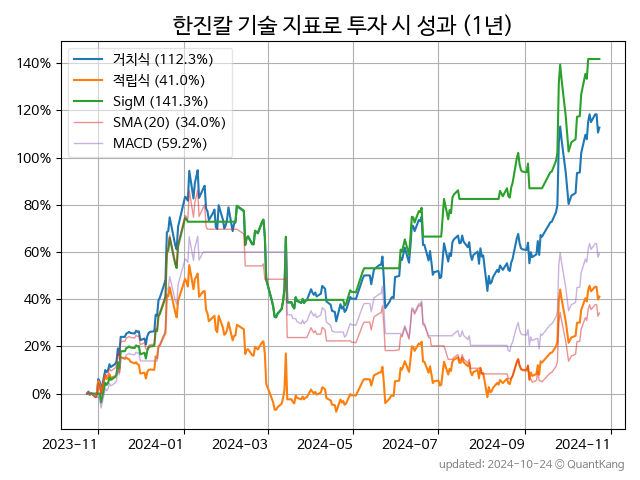 한진칼 기술 지표로 투자 시 성과 (1년)
거치식 (112.3%)
적립식 (41.0%)
SigM (141.3%)
SMA(20) (34.0%)
MACD (59.2%)
140%
120%
100%
80%
60%
40%
20%
0%
2023-11
2024-01
2024-03
2024-05
2024-07
2024-09
2024-11
updated: 2024-10-24 © QuantKang